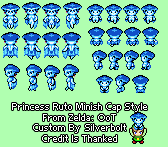 Princess Ruto Minish Cap Style
From Zelda: OoT
Custom By Silverbolt
Credit Is Thanked